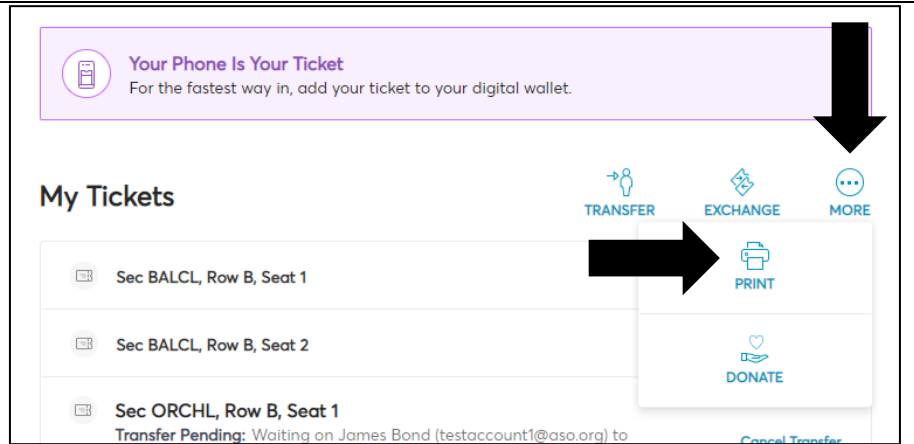 Your Phone Is Your Ticket
For the fastest way in, add your ticket to your digital wallet.
My Tickets
TRANSFER
EXCHANGE
MORE
PRINT
DONATE
Sec BALCL, Row B, Seat 1
Sec BALCL, Row B, Seat 2
Sec ORCHL, Row B, Seat 1
Transfer Pending: Waiting on James Bond (testaccount1@aso.org) to
Cancel Transfer